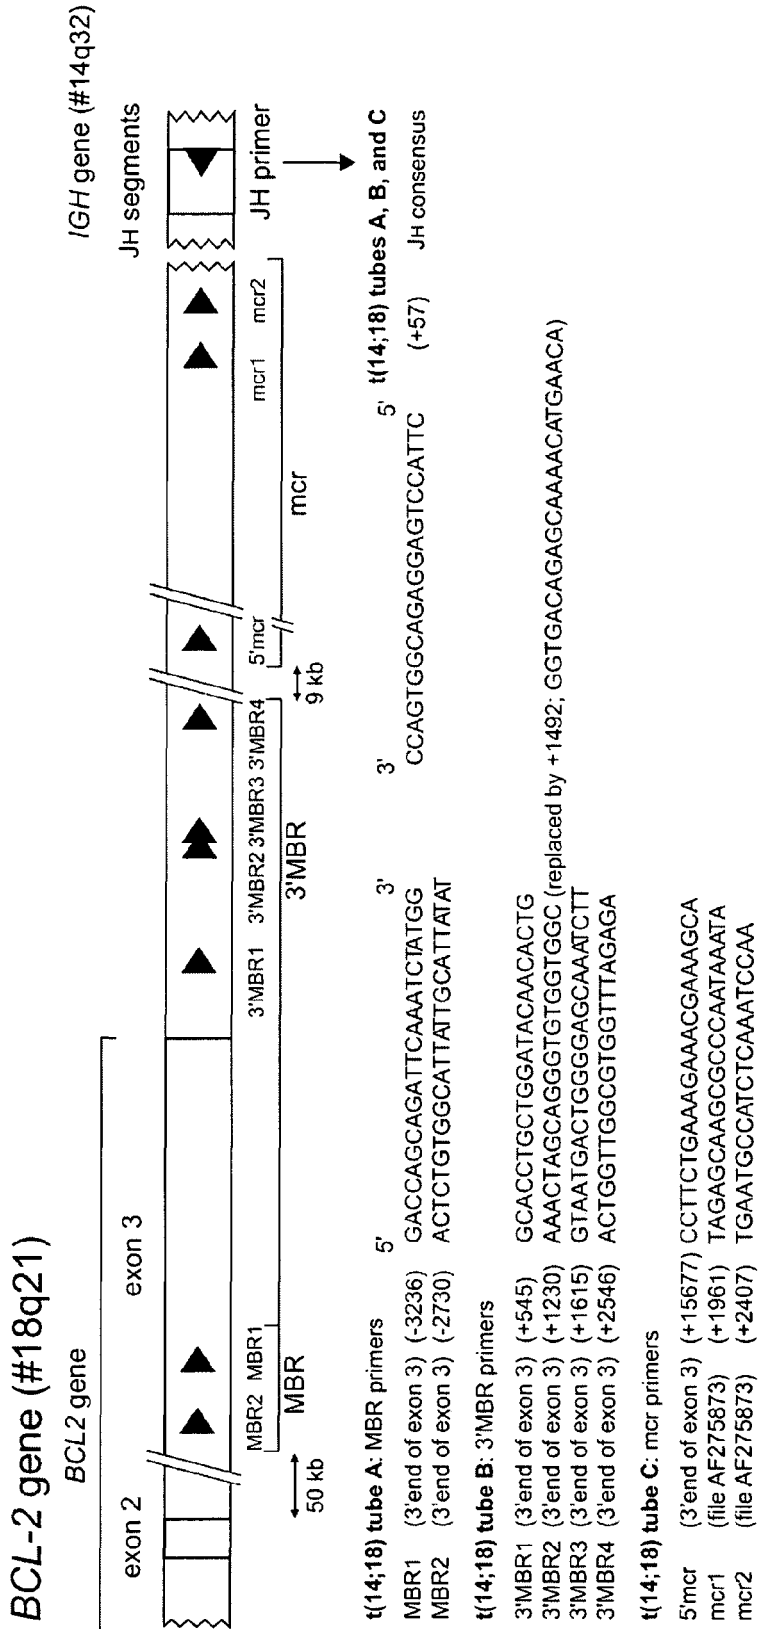 BCL-2 gene (#18q21)
BCL2 gene
IGH gene (#14q32)
exon 2
exon 3
JH segments
MBR2
MBR1
3'MBR1
3'MBR2
3'MBR3
3'MBR4
5'mcr
mcr1
mcr2
JH primer
50 kb
MBR
3'MBR
9 kb
mcr
t(14;18) tube A: MBR primers
5'
3'
3'
5'
t(14;18) tubes A, B, and C
MBR1 (3'end of exon 3) (-3236) GACCAGCAGATTCAAATCTATGG
CCAGTGGCAGAGGAGTCCATTC (+57) JH consensus
MBR2 (3'end of exon 3) (-2730) ACTCTGTGGCATTATTGCATTATAT
t(14;18) tube B: 3'MBR primers
3'MBR1 (3'end of exon 3) (+545) GCACCTGCTGGATACAACACTG
3'MBR2 (3'end of exon 3) (+1230) AAACTAGCAGGGTGTGGTGGC (replaced by +1492; GGTGACAGAGCAAAACATGAACA)
3'MBR3 (3'end of exon 3) (+1615) GTAATGACTGGGGAGCAAATCTT
3'MBR4 (3'end of exon 3) (+2546) ACTGGTTGGCGTGGTTTAGAGA
t(14;18) tube C: mcr primers
5'mcr (3'end of exon 3) (+15677) CCTTCTGAAAGAAACGAAAGCA
mcr1 (file AF275873) (+1961) TAGAGCAAGCGCCCAATAAATA
mcr2 (file AF275873) (+2407) TGAATGCCATCTCAAATCCAA